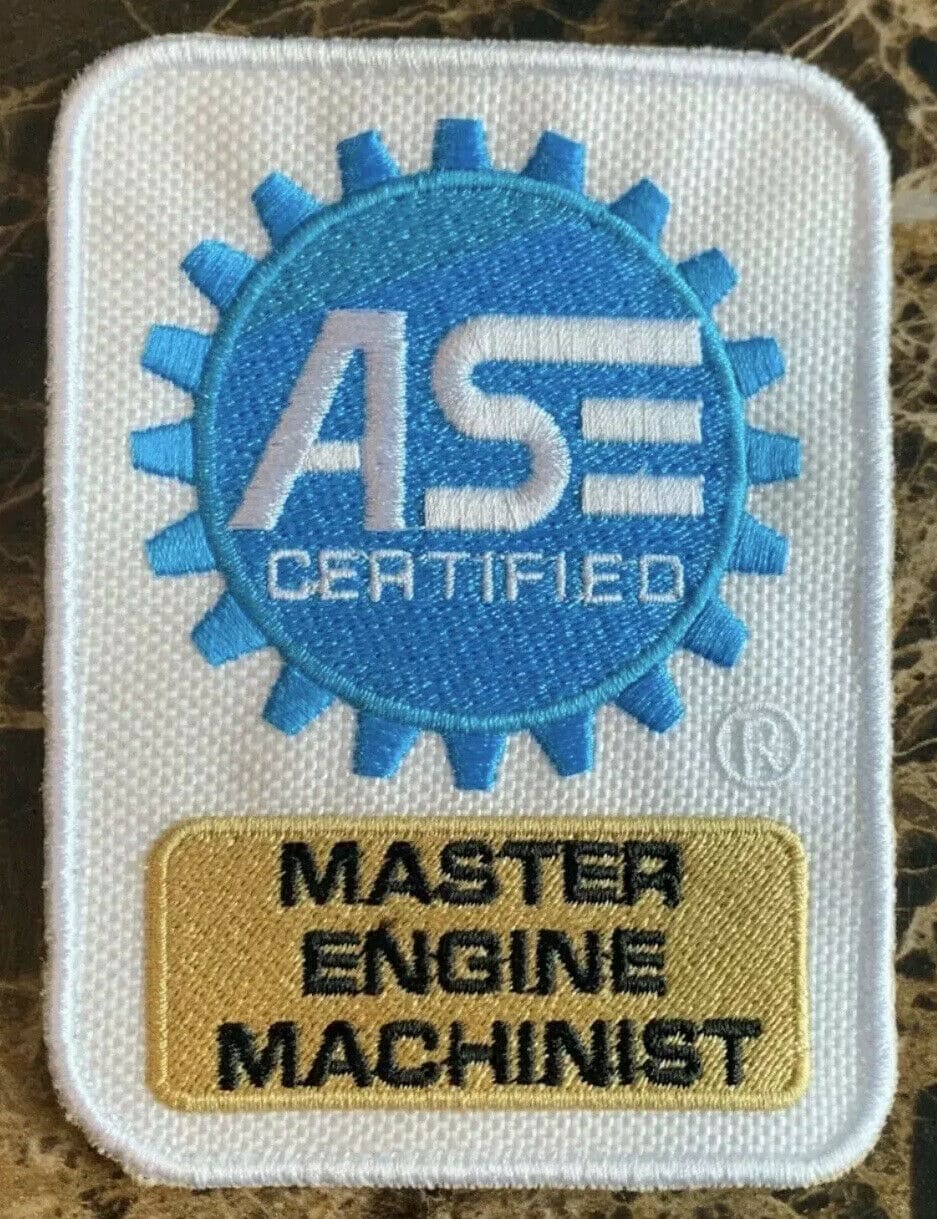 ASE
CERTIFIED
®
MASTER
ENGINE
MACHINIST